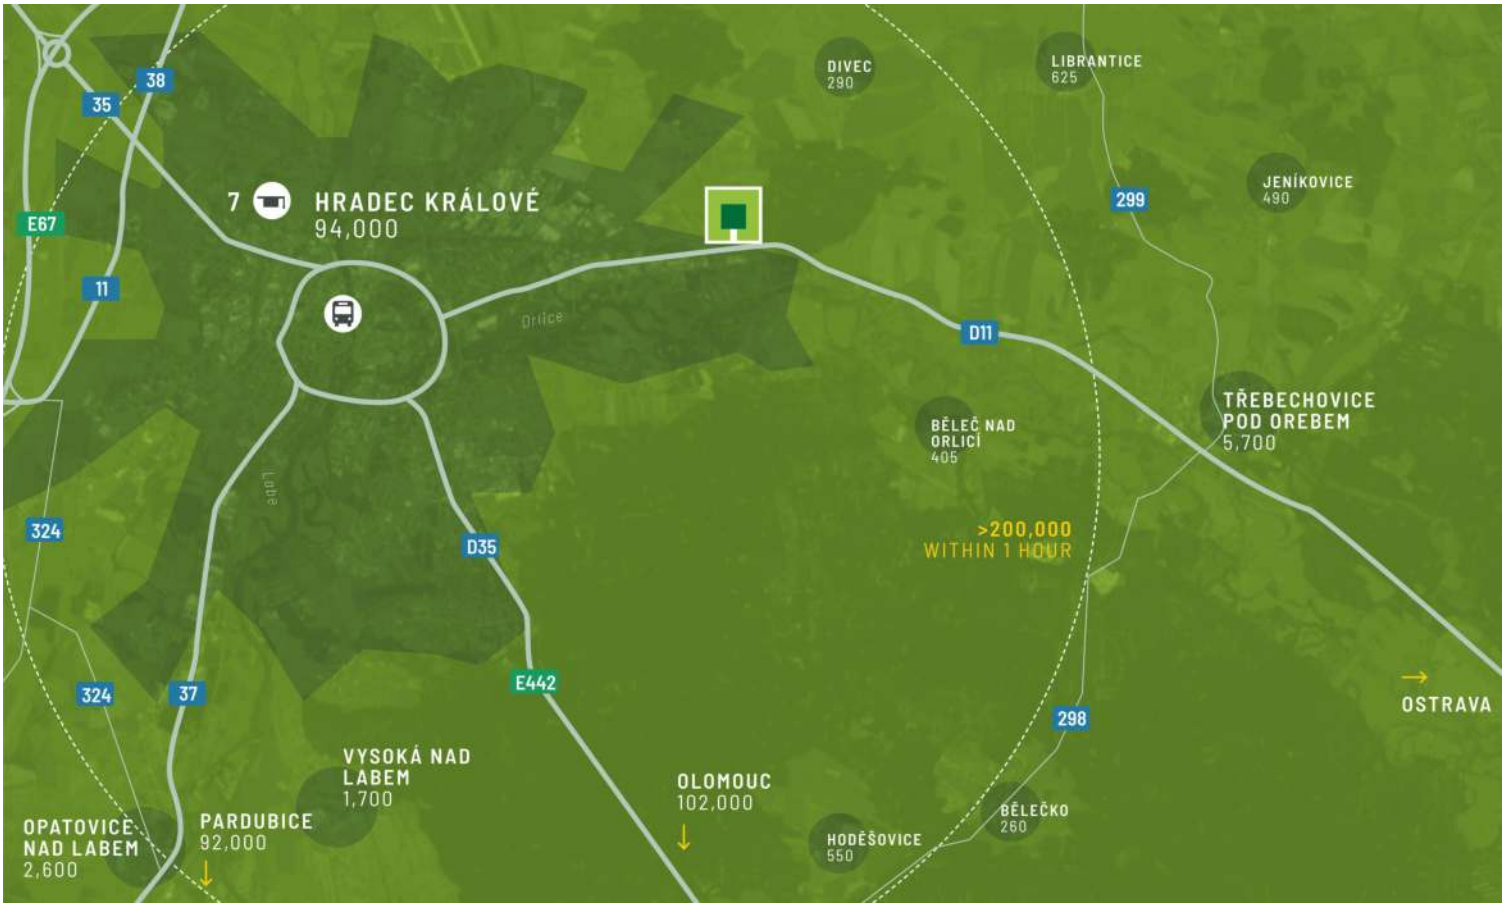 DIVEC
290
LIBRANTICE
625
38
35
JENÍKOVICE
490
7
HRADEC KRÁLOVÉ
94,000
299
E67
11
Orlice
D11
TŘEBECHOVICE
POD OREBEM
5,700
BĚLEČ NAD
ORLICÍ
405
Labe
324
>200,000
WITHIN 1 HOUR
D35
E442
324
37
OSTRAVA
298
VYSOKÁ NAD
LABEM
1,700
OLOMOUC
102,000
BĚLEČKO
260
OPATOVICE
NAD LABEM
2,600
PARDUBICE
92,000
HODĚŠOVICE
550